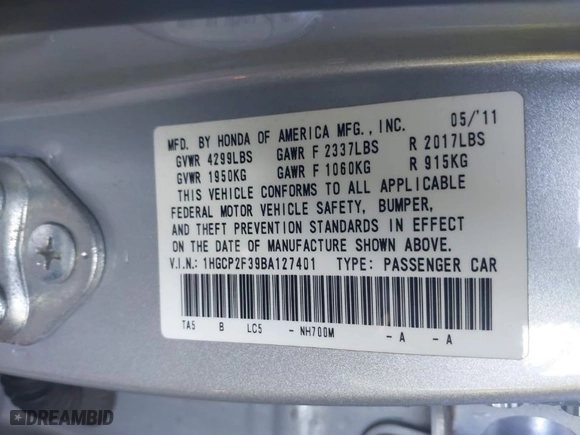 MFD. BY HONDA OF AMERICA MFG., INC. 05/'11
GVWR 4299LBS GAWR F 2337LBS R 2017LBS
GVWR 1950KG GAWR F 1060KG R 915KG
THIS VEHICLE CONFORMS TO ALL APPLICABLE
FEDERAL MOTOR VEHICLE SAFETY, BUMPER,
AND THEFT PREVENTION STANDARDS IN EFFECT
ON THE DATE OF MANUFACTURE SHOWN ABOVE.
V.I.N.: 1HGCP2F39BA127401 TYPE: PASSENGER CAR
TA5 B LC5 - NH700M - A - A
DREAMBID